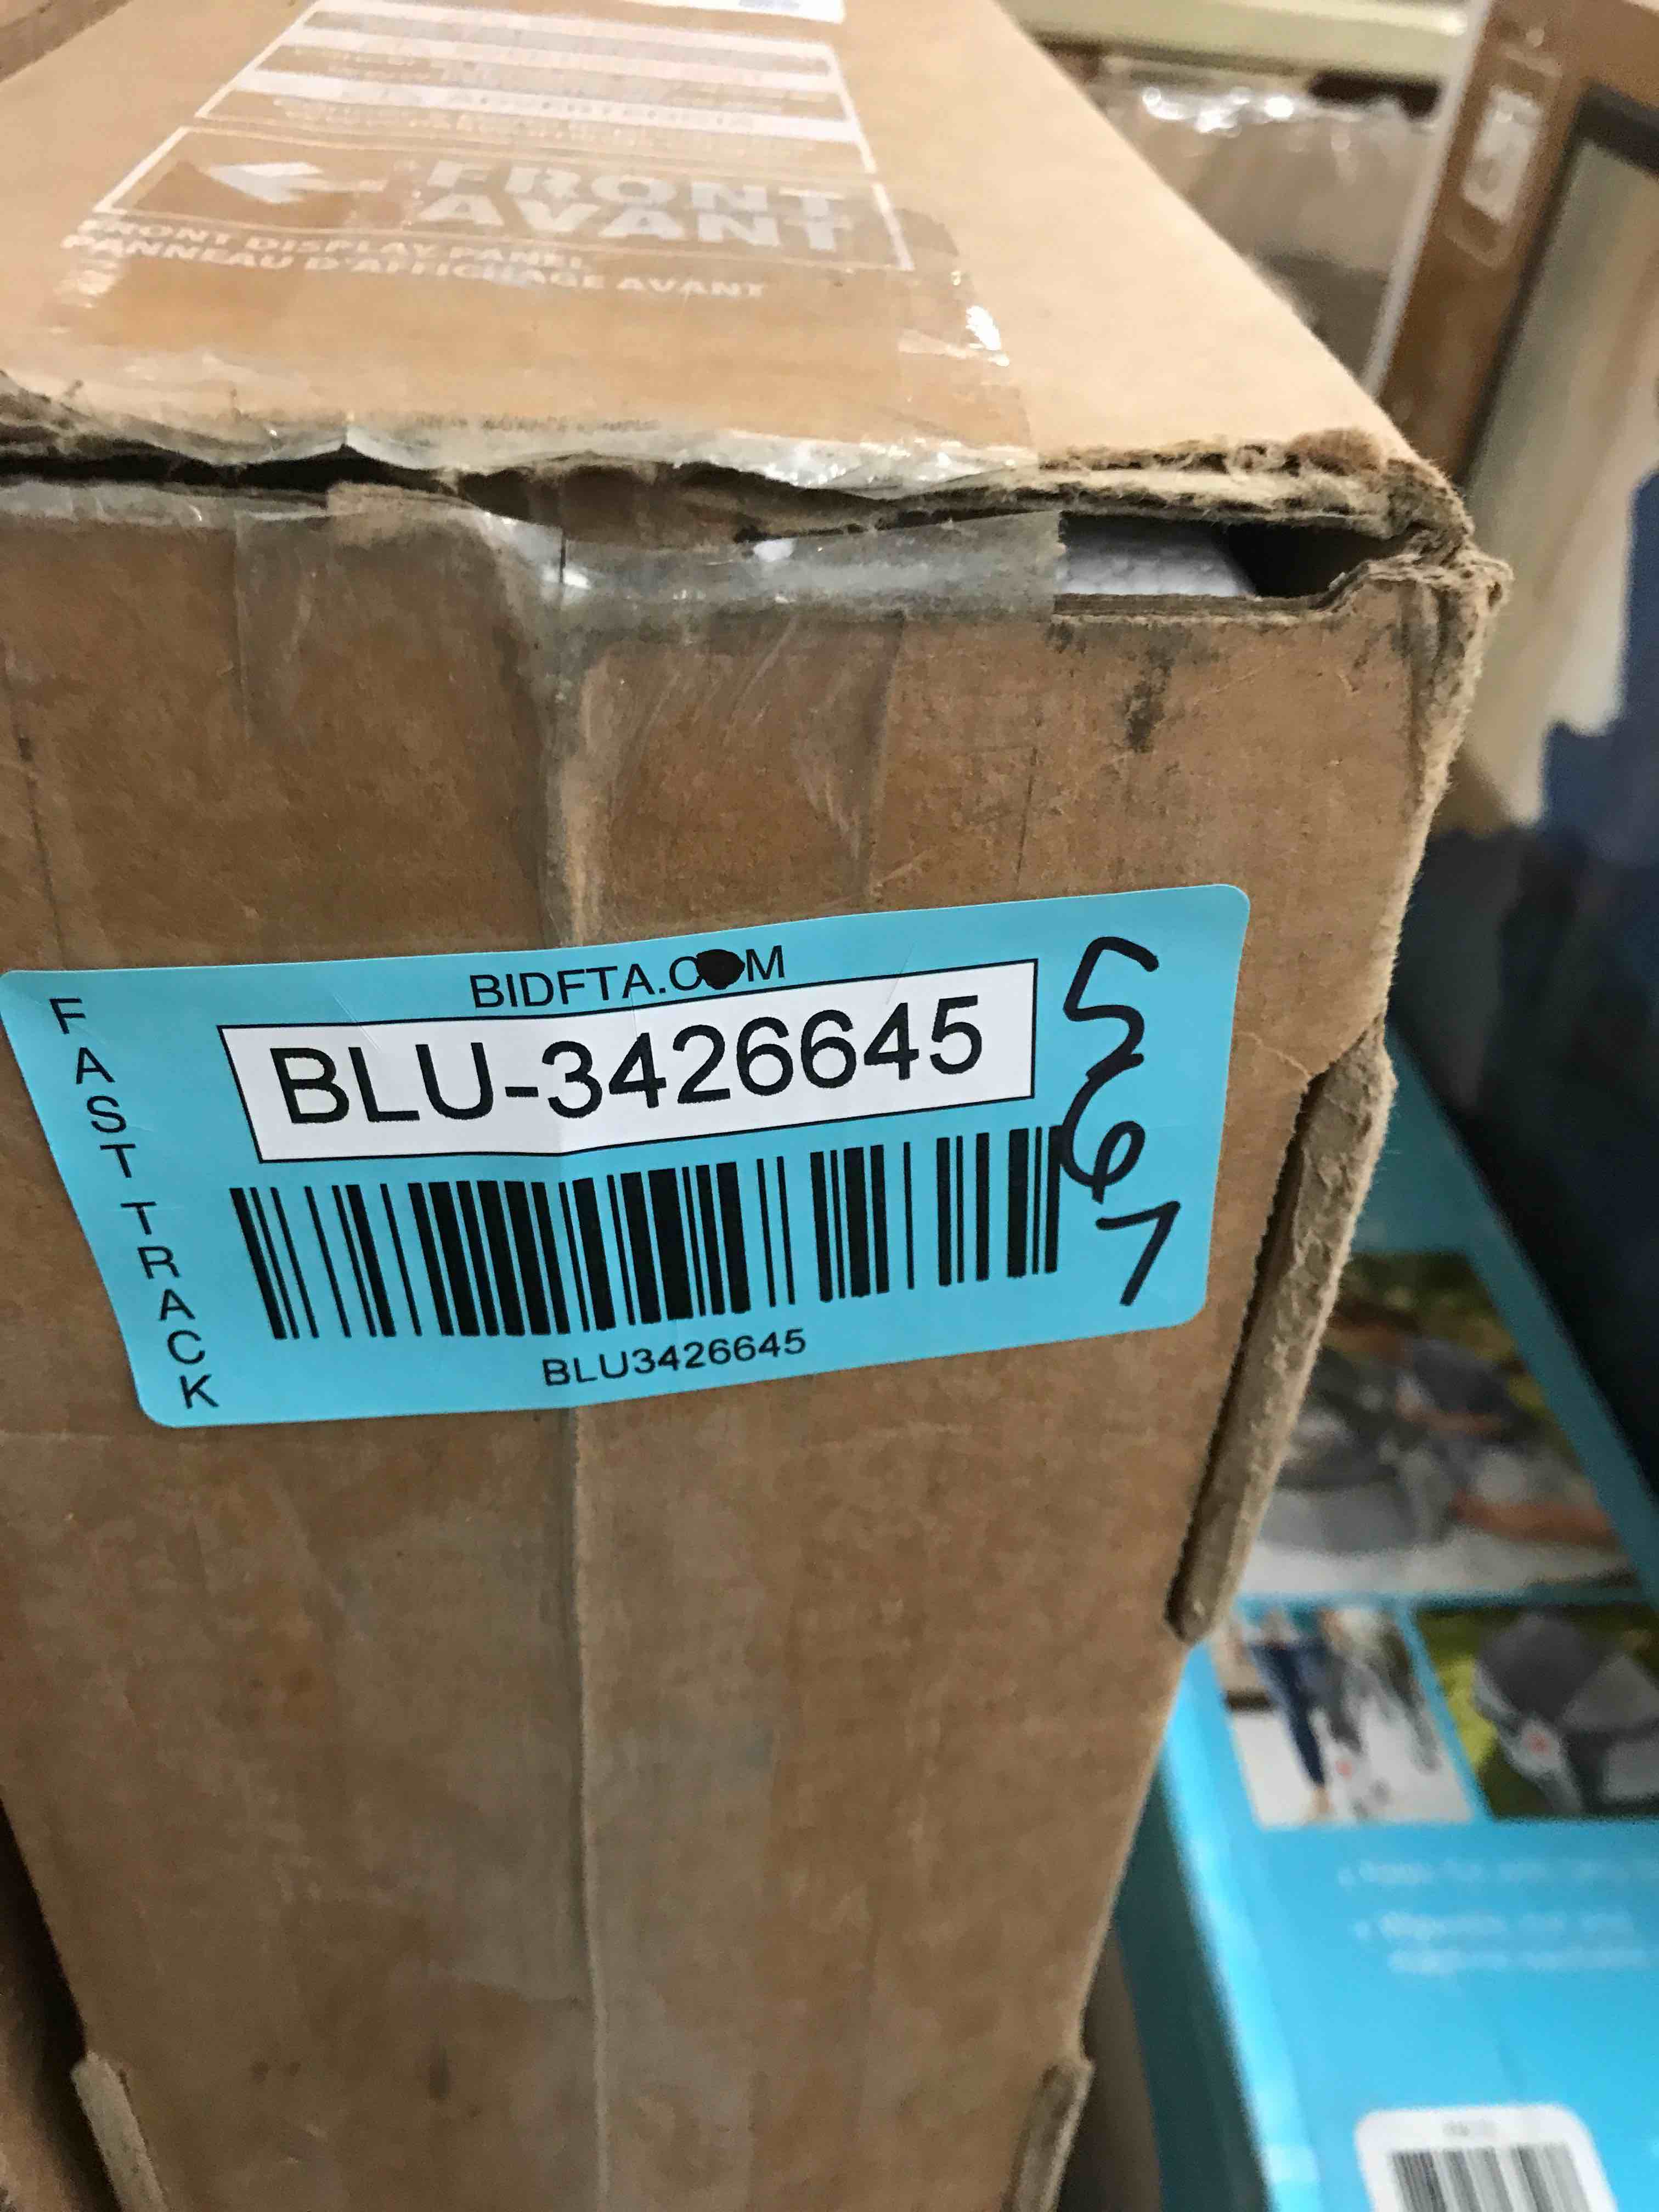 FRONT
AVANT
FRONT DISPLAY PANEL
PANNEAU D'AFFICHAGE AVANT
BIDFTA.COM
FAST TRACK
BLU-3426645
567
BLU3426645